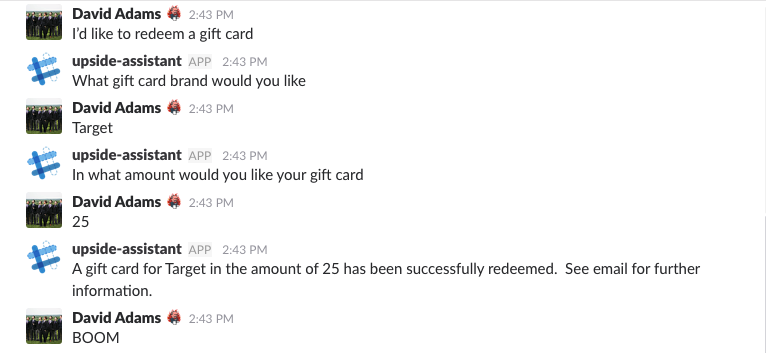 David Adams 2:43 PM
I’d like to redeem a gift card
upside-assistant APP 2:43 PM
What gift card brand would you like
David Adams 2:43 PM
Target
upside-assistant APP 2:43 PM
In what amount would you like your gift card
David Adams 2:43 PM
25
upside-assistant APP 2:43 PM
A gift card for Target in the amount of 25 has been successfully redeemed.  See email for further
information.
David Adams 2:43 PM
BOOM